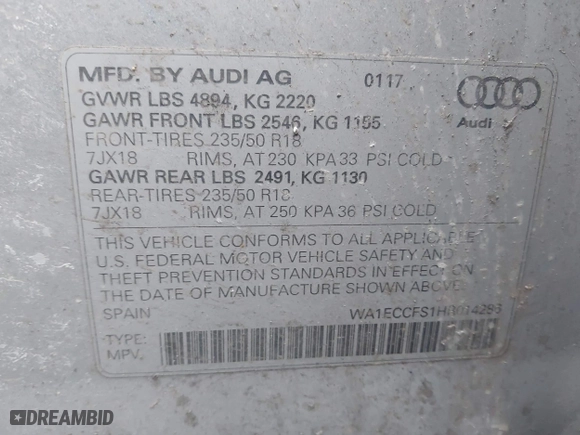 MFD. BY AUDI AG 0117
GVWR LBS 4894, KG 2220
GAWR FRONT LBS 2546, KG 1155
Audi
FRONT-TIRES 235/50 R18
7JX18 RIMS, AT 230 KPA 33 PSI COLD
GAWR REAR LBS 2491, KG 1130
REAR-TIRES 235/50 R18
7JX18 RIMS, AT 250 KPA 36 PSI COLD
THIS VEHICLE CONFORMS TO ALL APPLICABLE
U.S. FEDERAL MOTOR VEHICLE SAFETY AND
THEFT PREVENTION STANDARDS IN EFFECT ON
THE DATE OF MANUFACTURE SHOWN ABOVE.
SPAIN
TYPE:
MPV
DREAMBID